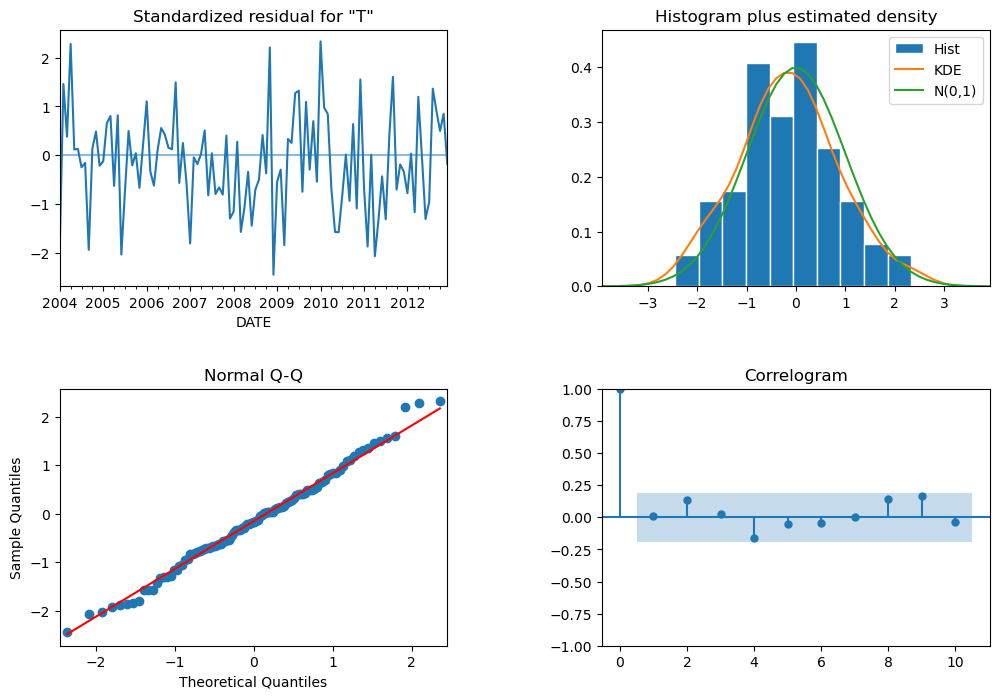 Standardized residual for "T"
2
1
0
−1
−2
2004 2005 2006 2007 2008 2009 2010 2011 2012
DATE
Histogram plus estimated density
Hist
KDE
N(0,1)
0.4
0.3
0.2
0.1
0.0
−3 −2 −1 0 1 2 3
Normal Q-Q
Sample Quantiles
2
1
0
−1
−2
−2 −1 0 1 2
Theoretical Quantiles
Correlogram
1.00
0.75
0.50
0.25
0.00
−0.25
−0.50
−0.75
−1.00
0 2 4 6 8 10